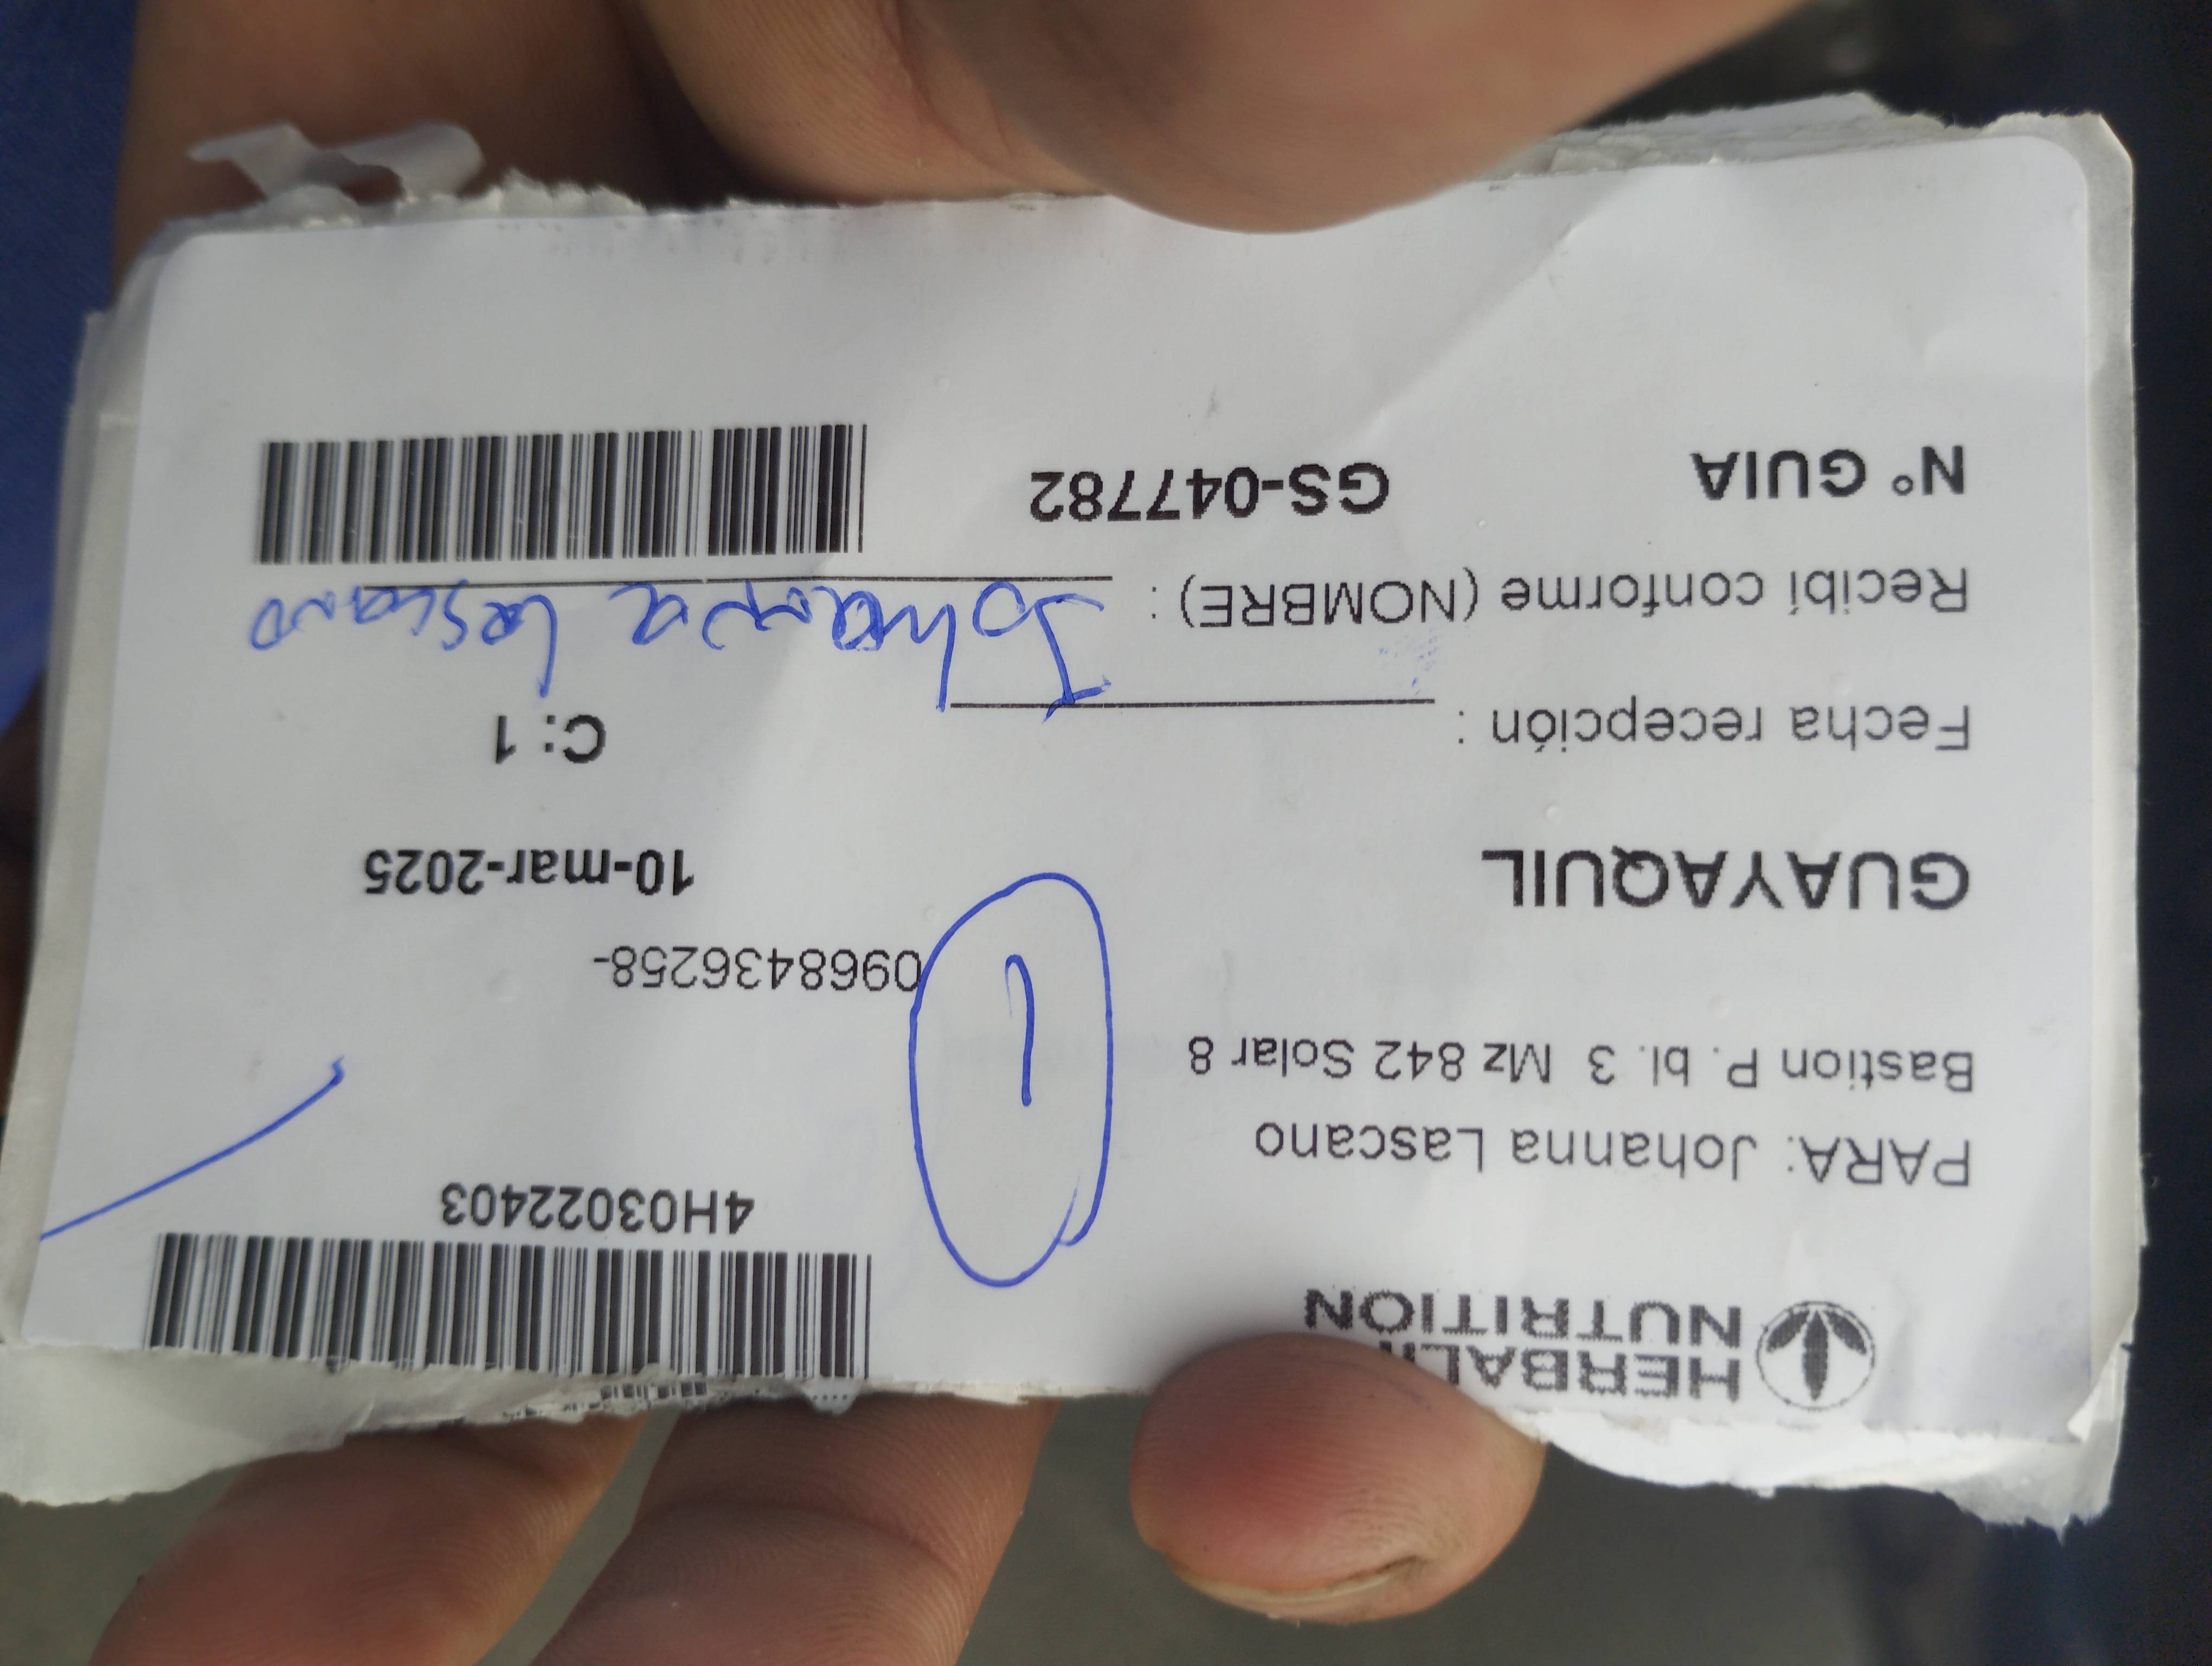 HERBALIFE
NUTRITION
4H03022403
PARA: Johanna Lascano
Bastion P. bl. 3 Mz 842 Solar 8
1
0968436258-
GUAYAQUIL
10-mar-2025
Fecha recepción :
C: 1
Recibí conforme (NOMBRE) : Johanna Lascano
N° GUIA GS-047782